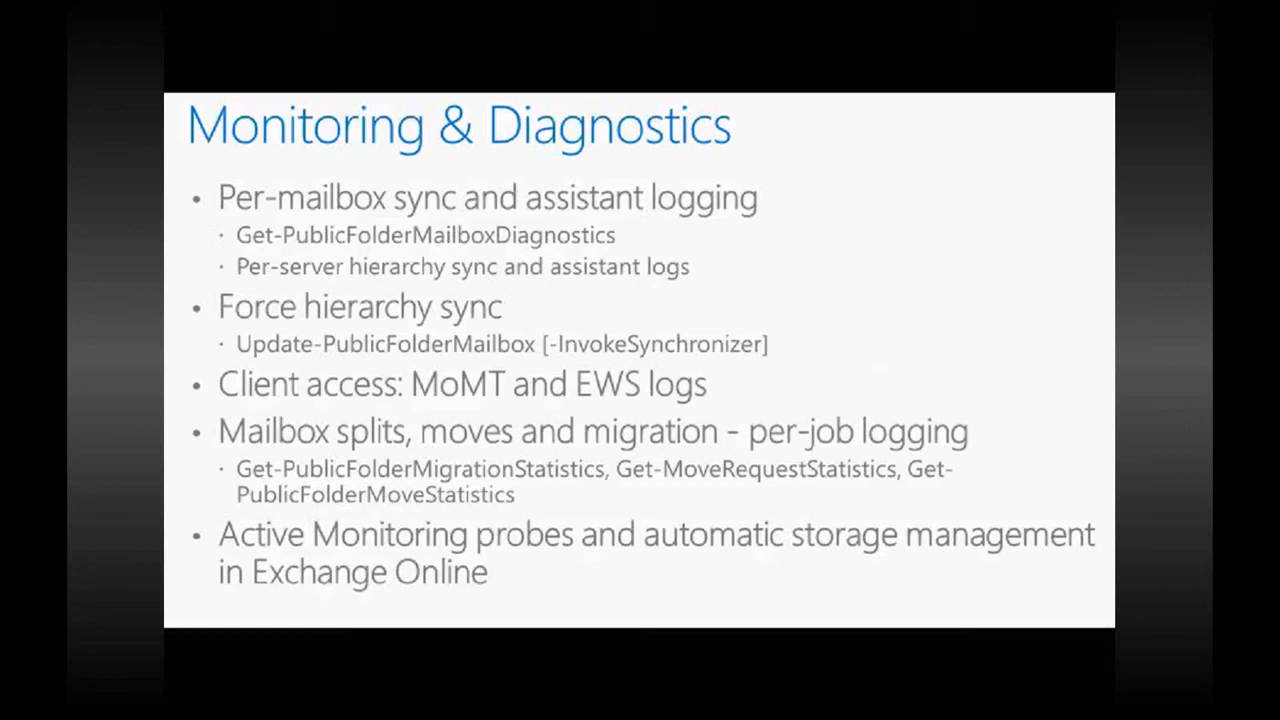 Monitoring & Diagnostics
• Per-mailbox sync and assistant logging
· Get-PublicFolderMailboxDiagnostics
· Per-server hierarchy sync and assistant logs
• Force hierarchy sync
· Update-PublicFolderMailbox [-InvokeSynchronizer]
• Client access: MoMT and EWS logs
• Mailbox splits, moves and migration - per-job logging
· Get-PublicFolderMigrationStatistics, Get-MoveRequestStatistics, Get-
PublicFolderMoveStatistics
• Active Monitoring probes and automatic storage management
in Exchange Online